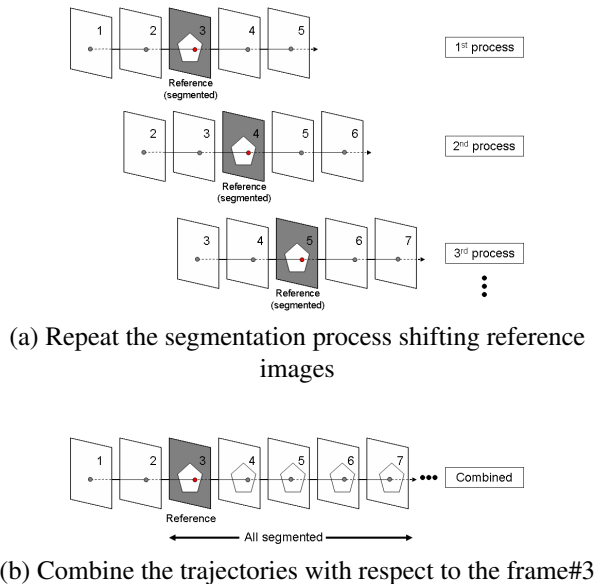 1 2 3 4 5
1st process
Reference
(segmented)
2 3 4 5 6
2nd process
Reference
(segmented)
3 4 5 6 7
3rd process
Reference
(segmented)
(a) Repeat the segmentation process shifting reference
images
1 2 3 4 5 6 7
Combined
Reference
All segmented
(b) Combine the trajectories with respect to the frame#3